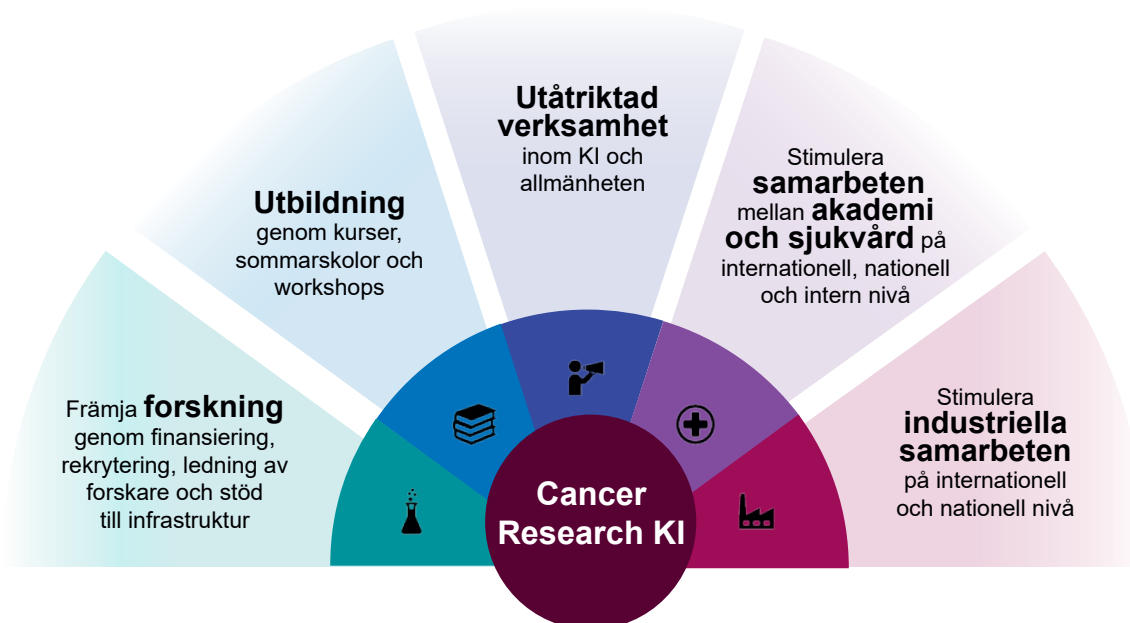 Främja forskning
genom finansiering,
rekrytering, ledning av
forskare och stöd
till infrastruktur
Utbildning
genom kurser,
sommarskolor och
workshops
Utåtriktad
verksamhet
inom KI och
allmänheten
Stimulera
samarbeten
mellan akademi
och sjukvård på
internationell, nationell
och intern nivå
Stimulera
industriella
samarbeten
på internationell
och nationell nivå
Cancer
Research KI